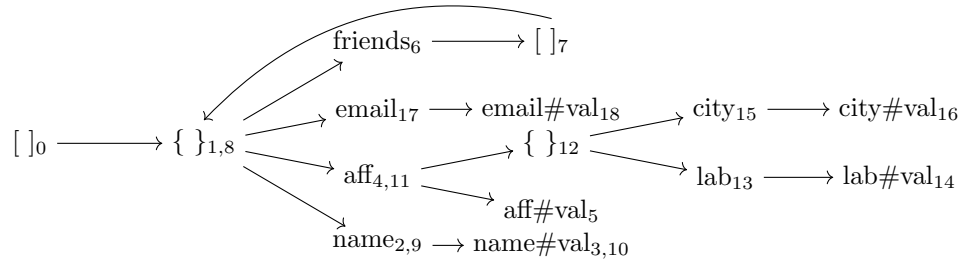 friends₆ [ ]₇
email₁₇ email#val₁₈ city₁₅ city#val₁₆
[ ]₀ { }₁,₈ { }₁₂
aff₄,₁₁ lab₁₃ lab#val₁₄
aff#val₅
name₂,₉ name#val₃,₁₀